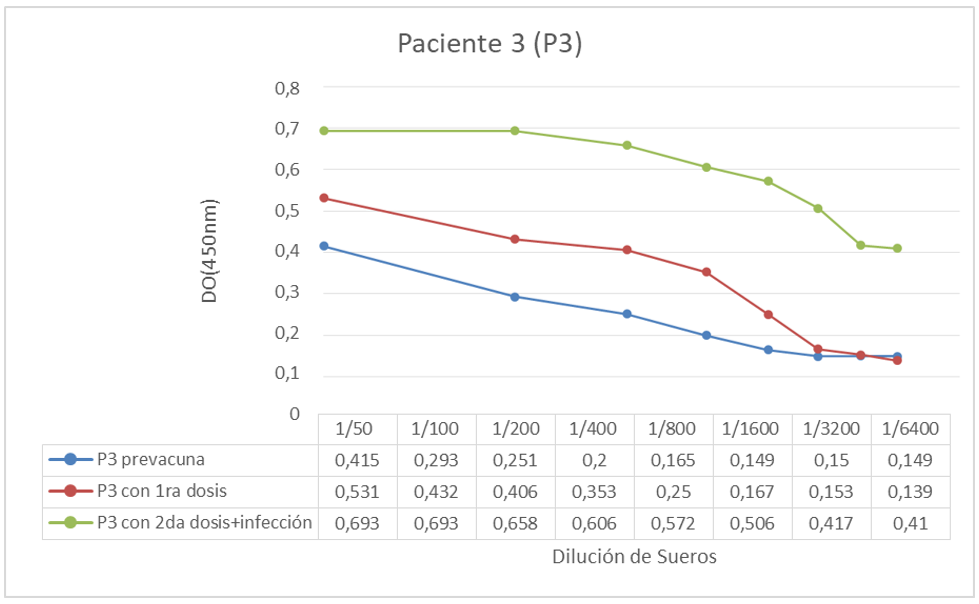 Paciente 3 (P3)
0,8
0,7
0,6
0,5
0,4
0,3
0,2
0,1
0
DO(450nm)
1/50 1/100 1/200 1/400 1/800 1/1600 1/3200 1/6400
P3 prevacuna 0,415 0,293 0,251 0,2 0,165 0,149 0,15 0,149
P3 con 1ra dosis 0,531 0,432 0,406 0,353 0,25 0,167 0,153 0,139
P3 con 2da dosis+infección 0,693 0,693 0,658 0,606 0,572 0,506 0,417 0,41
Dilución de Sueros